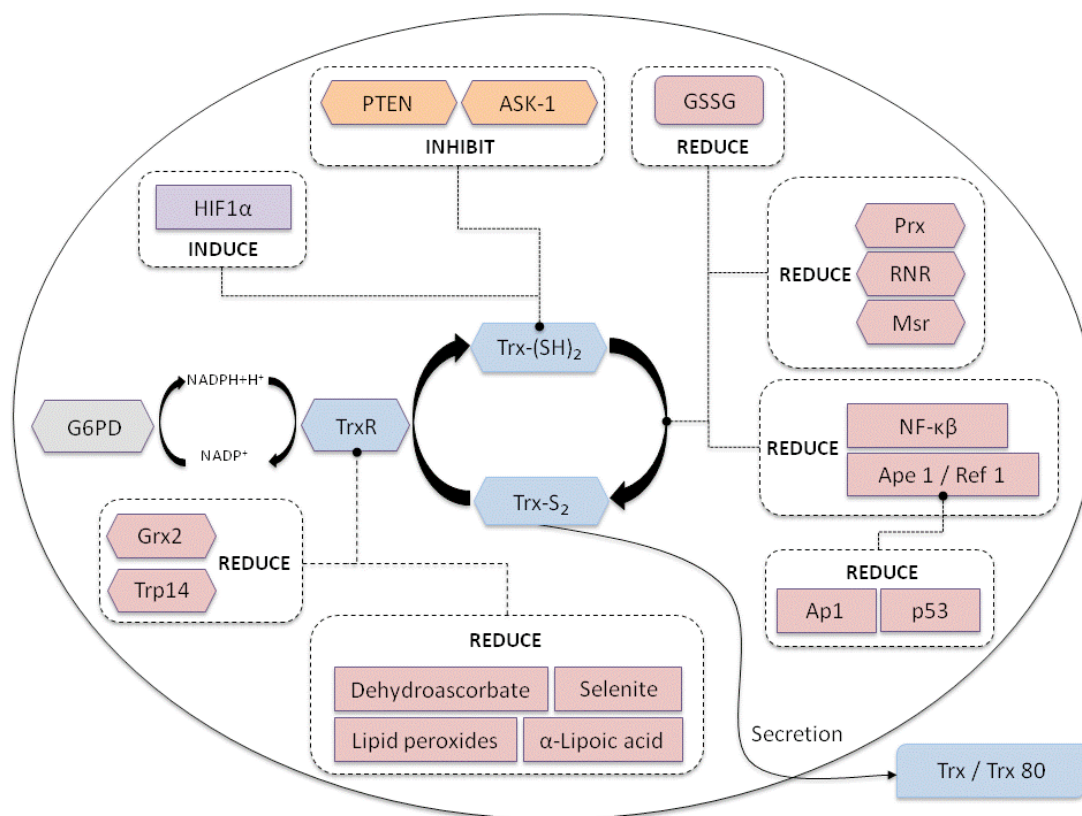 PTEN
ASK-1
INHIBIT
GSSG
REDUCE
HIF1α
INDUCE
Prx
REDUCE
RNR
Msr
Trx-(SH)₂
NADPH+H⁺
G6PD
TrxR
NADP⁺
Trx-S₂
NF-κβ
REDUCE
Ape 1 / Ref 1
Grx2
REDUCE
Trp14
REDUCE
Ap1
p53
REDUCE
Dehydroascorbate
Selenite
Lipid peroxides
α-Lipoic acid
Secretion
Trx / Trx 80